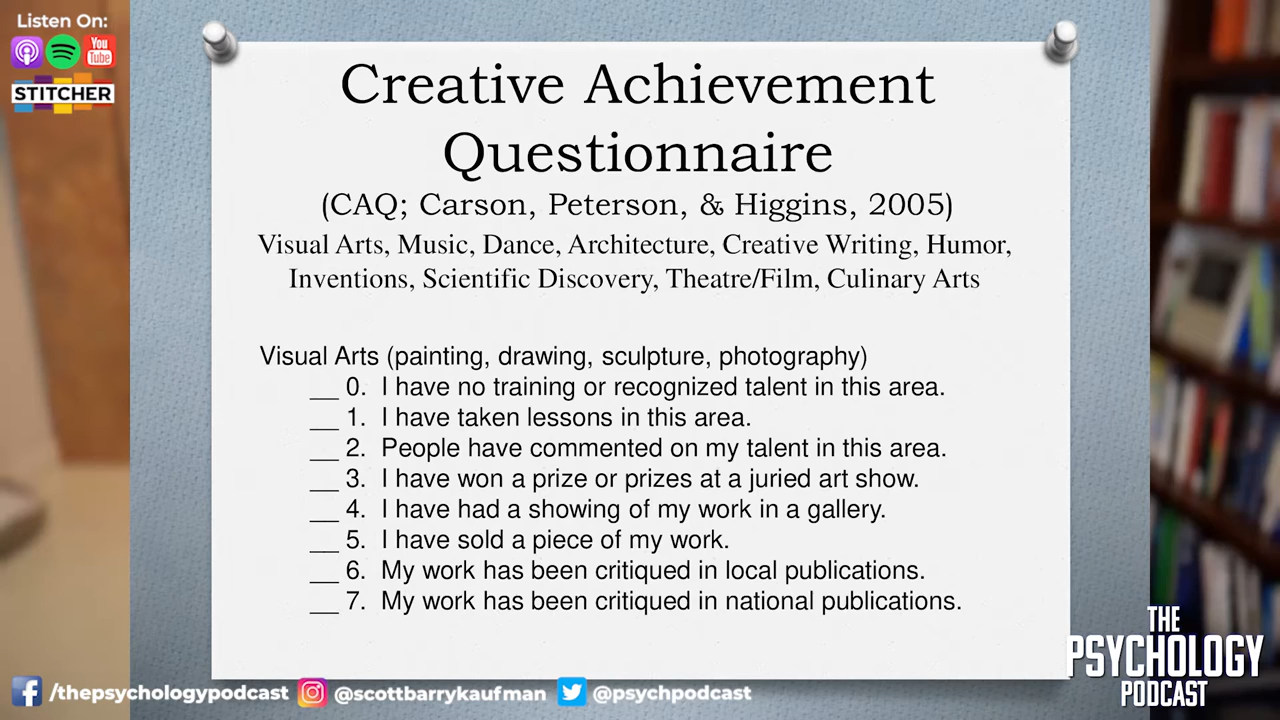 Listen On:
You
Tube
STITCHER
Creative Achievement
Questionnaire
(CAQ; Carson, Peterson, & Higgins, 2005)
Visual Arts, Music, Dance, Architecture, Creative Writing, Humor,
Inventions, Scientific Discovery, Theatre/Film, Culinary Arts
Visual Arts (painting, drawing, sculpture, photography)
__ 0. I have no training or recognized talent in this area.
__ 1. I have taken lessons in this area.
__ 2. People have commented on my talent in this area.
__ 3. I have won a prize or prizes at a juried art show.
__ 4. I have had a showing of my work in a gallery.
__ 5. I have sold a piece of my work.
__ 6. My work has been critiqued in local publications.
__ 7. My work has been critiqued in national publications.
/thepsychologypodcast @scottbarrykaufman @psychpodcast
THE
PSYCHOLOGY
PODCAST